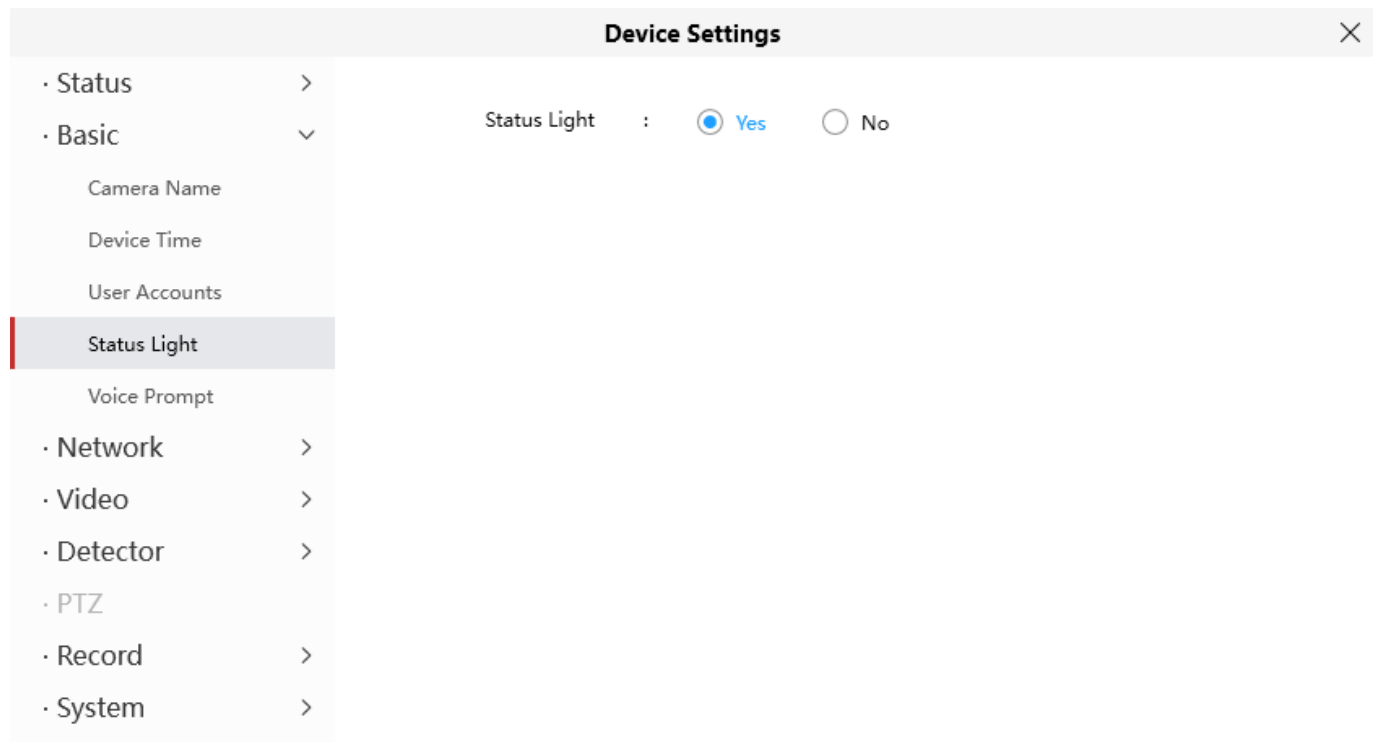 Device Settings
· Status
· Basic
Camera Name
Device Time
User Accounts
Status Light
Voice Prompt
· Network
· Video
· Detector
· PTZ
· Record
· System
Status Light : Yes No